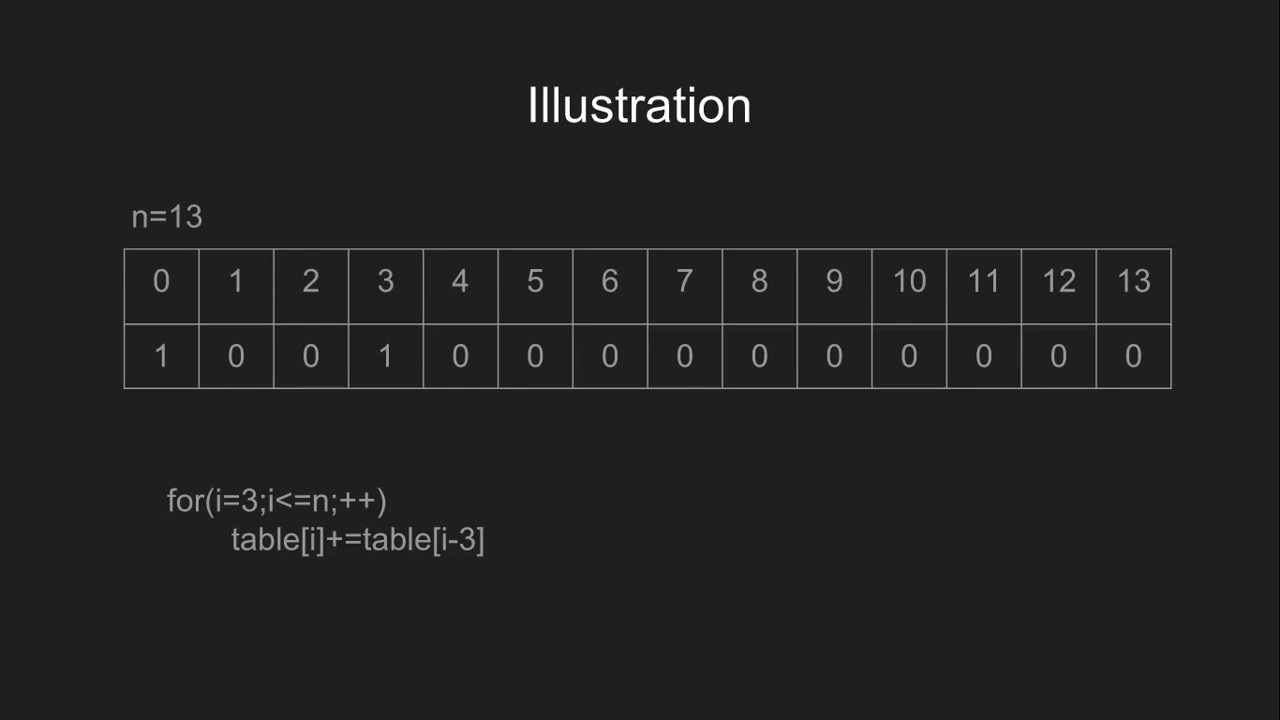 Illustration
n=13
0 1 2 3 4 5 6 7 8 9 10 11 12 13
1 0 0 1 0 0 0 0 0 0 0 0 0 0
for(i=3;i<=n;++)
table[i]+=table[i-3]